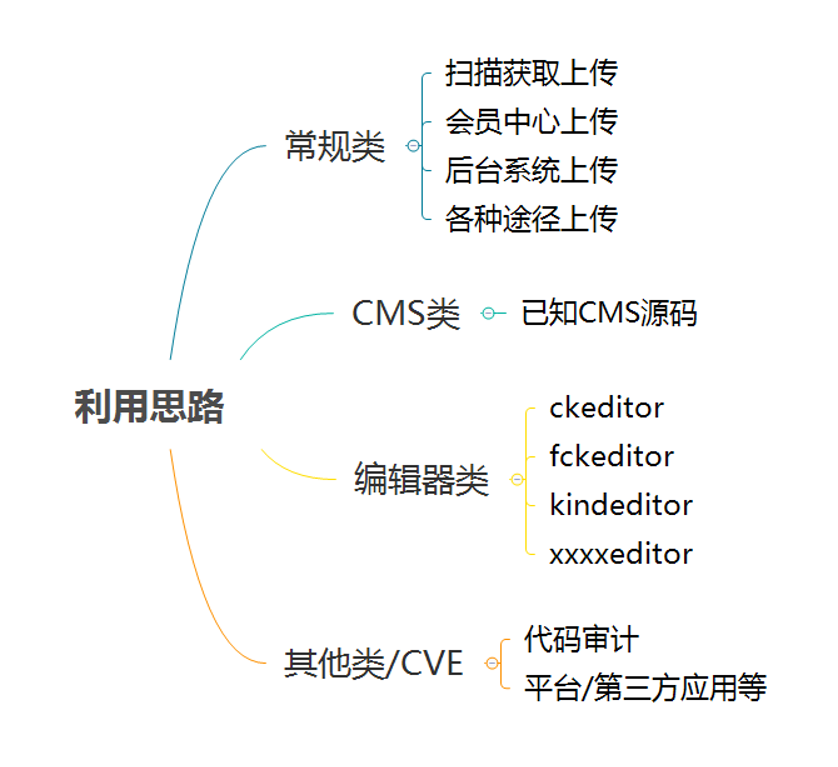 利用思路
常规类
扫描获取上传
会员中心上传
后台系统上传
各种途径上传
CMS类
已知CMS源码
编辑器类
ckeditor
fckeditor
kindeditor
xxxxeditor
其他类/CVE
代码审计
平台/第三方应用等